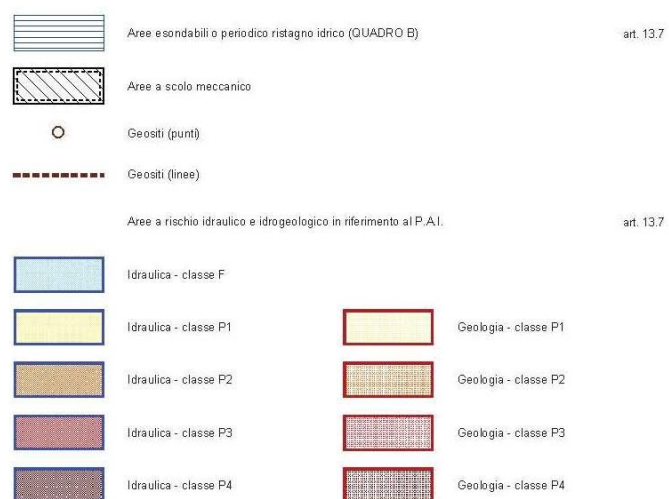 Aree esondabili o periodico ristagno idrico (QUADRO B) art. 13.7
Aree a scolo meccanico
Geositi (punti)
Geositi (linee)
Aree a rischio idraulico e idrogeologico in riferimento al P.A.I. art. 13.7
Idraulica - classe F
Idraulica - classe P1 Geologia - classe P1
Idraulica - classe P2 Geologia - classe P2
Idraulica - classe P3 Geologia - classe P3
Idraulica - classe P4 Geologia - classe P4